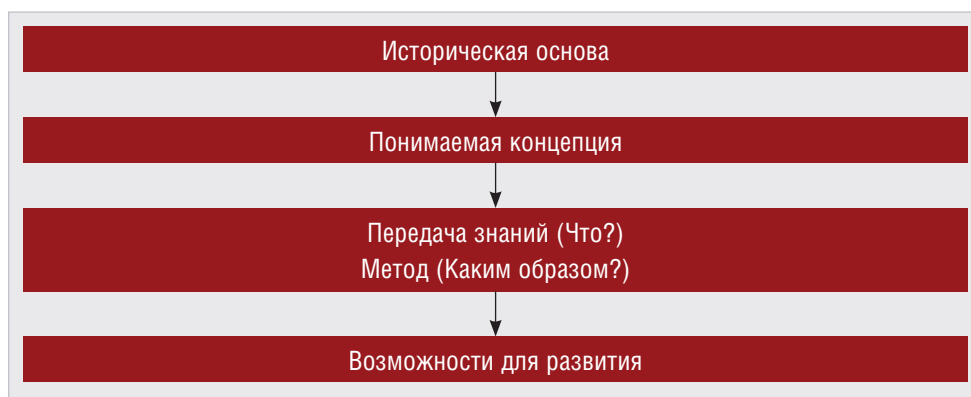 Историческая основа
Понимаемая концепция
Передача знаний (Что?)
Метод (Каким образом?)
Возможности для развития